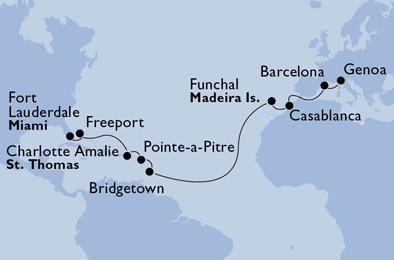 Barcelona
Genoa
Funchal
Madeira Is.
Casablanca
Fort
Lauderdale
Miami
Freeport
Charlotte Amalie
St. Thomas
Pointe-a-Pitre
Bridgetown